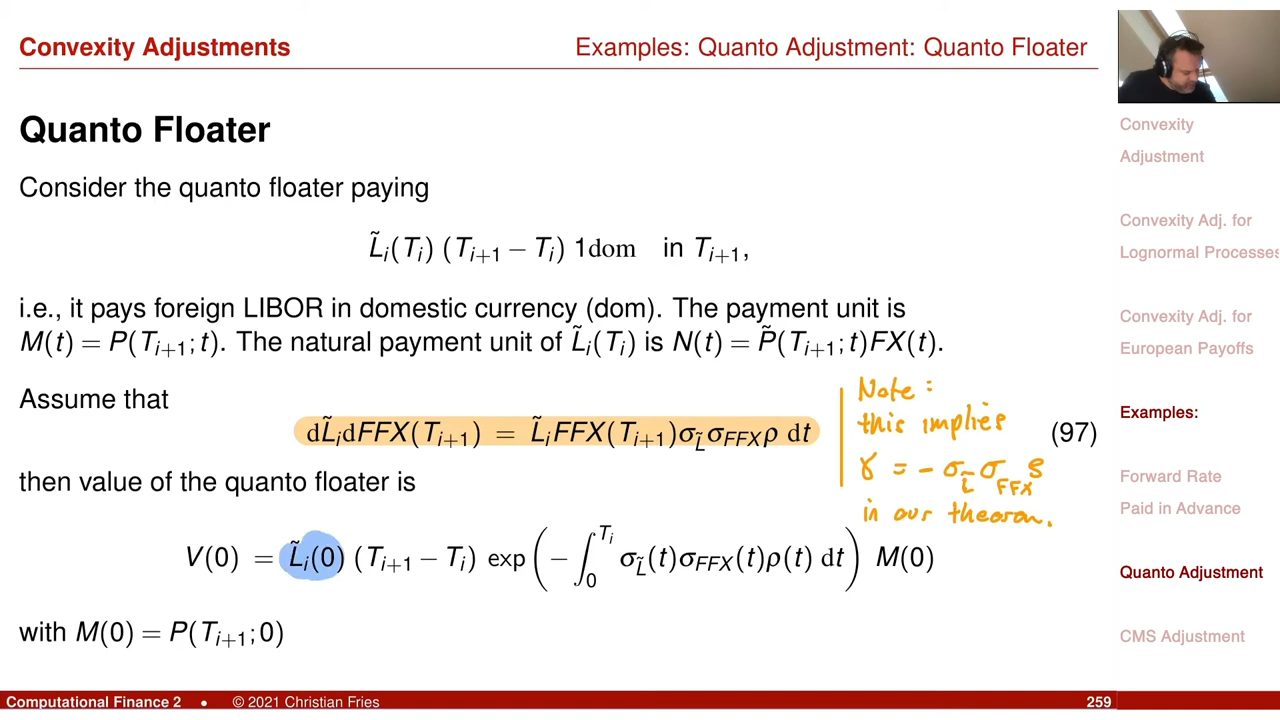 Convexity Adjustments
Examples: Quanto Adjustment: Quanto Floater
Quanto Floater
Consider the quanto floater paying
L̃ᵢ(Tᵢ) (Tᵢ₊₁ − Tᵢ) 1dom in Tᵢ₊₁,
i.e., it pays foreign LIBOR in domestic currency (dom). The payment unit is
M(t) = P(Tᵢ₊₁; t). The natural payment unit of L̃ᵢ(Tᵢ) is N(t) = P̃(Tᵢ₊₁; t)FX(t).
Assume that
dL̃ᵢdFFX(Tᵢ₊₁) = L̃ᵢFFX(Tᵢ₊₁)σ_L̃σ_FFXρ dt
(97)
Note:
this implies
γ = − σ_L̃ σ_FFX ρ
in our theorem.
then value of the quanto floater is
V(0) = L̃ᵢ(0) (Tᵢ₊₁ − Tᵢ) exp(− ∫₀^Tᵢ σ_L̃(t)σ_FFX(t)ρ(t) dt) M(0)
with M(0) = P(Tᵢ₊₁; 0)
Convexity
Adjustment
Convexity Adj. for
Lognormal Processes
Convexity Adj. for
European Payoffs
Examples:
Forward Rate
Paid in Advance
Quanto Adjustment
CMS Adjustment
Computational Finance 2 • © 2021 Christian Fries
259